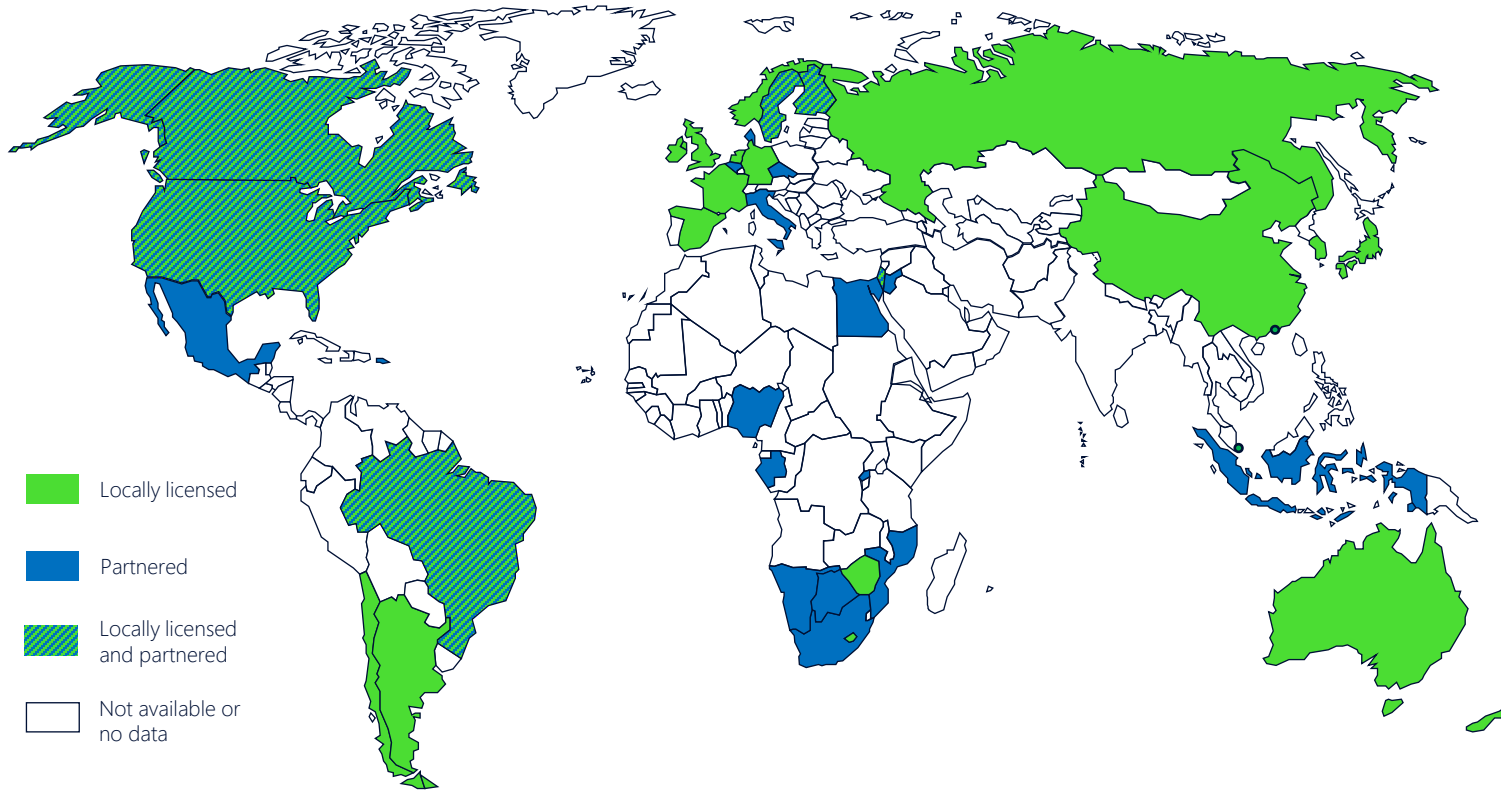 Locally licensed
Partnered
Locally licensed
and partnered
Not available or
no data